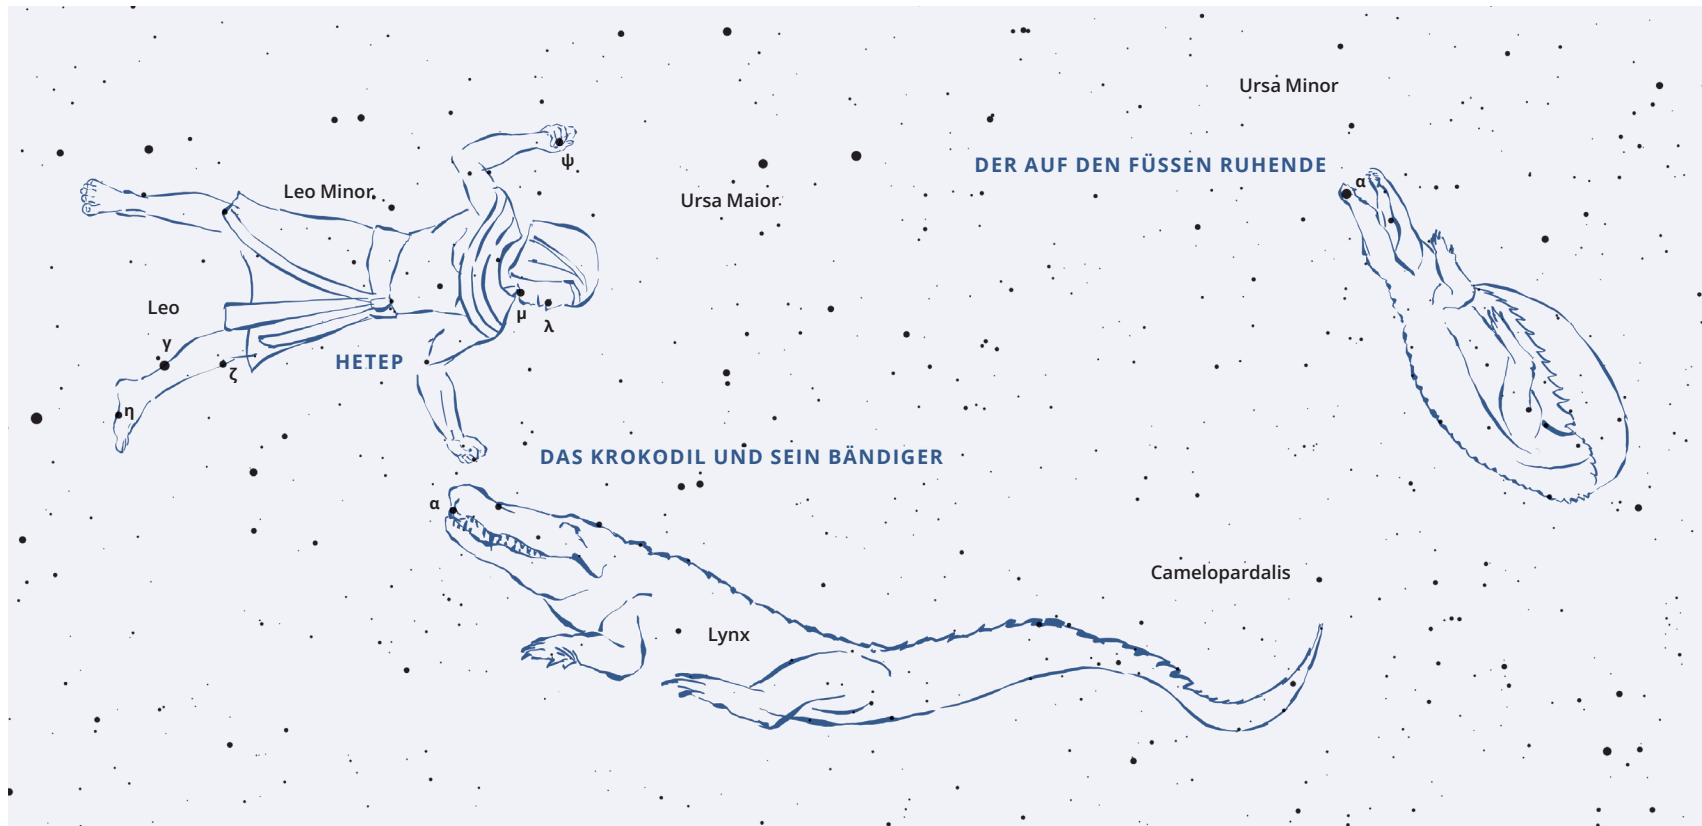 Ursa Minor
ψ
DER AUF DEN FÜSSEN RUHENDE
α
Leo Minor
Ursa Maior
Leo
μ
λ
γ
HETEP
ζ
η
DAS KROKODIL UND SEIN BÄNDIGER
α
Camelopardalis
Lynx